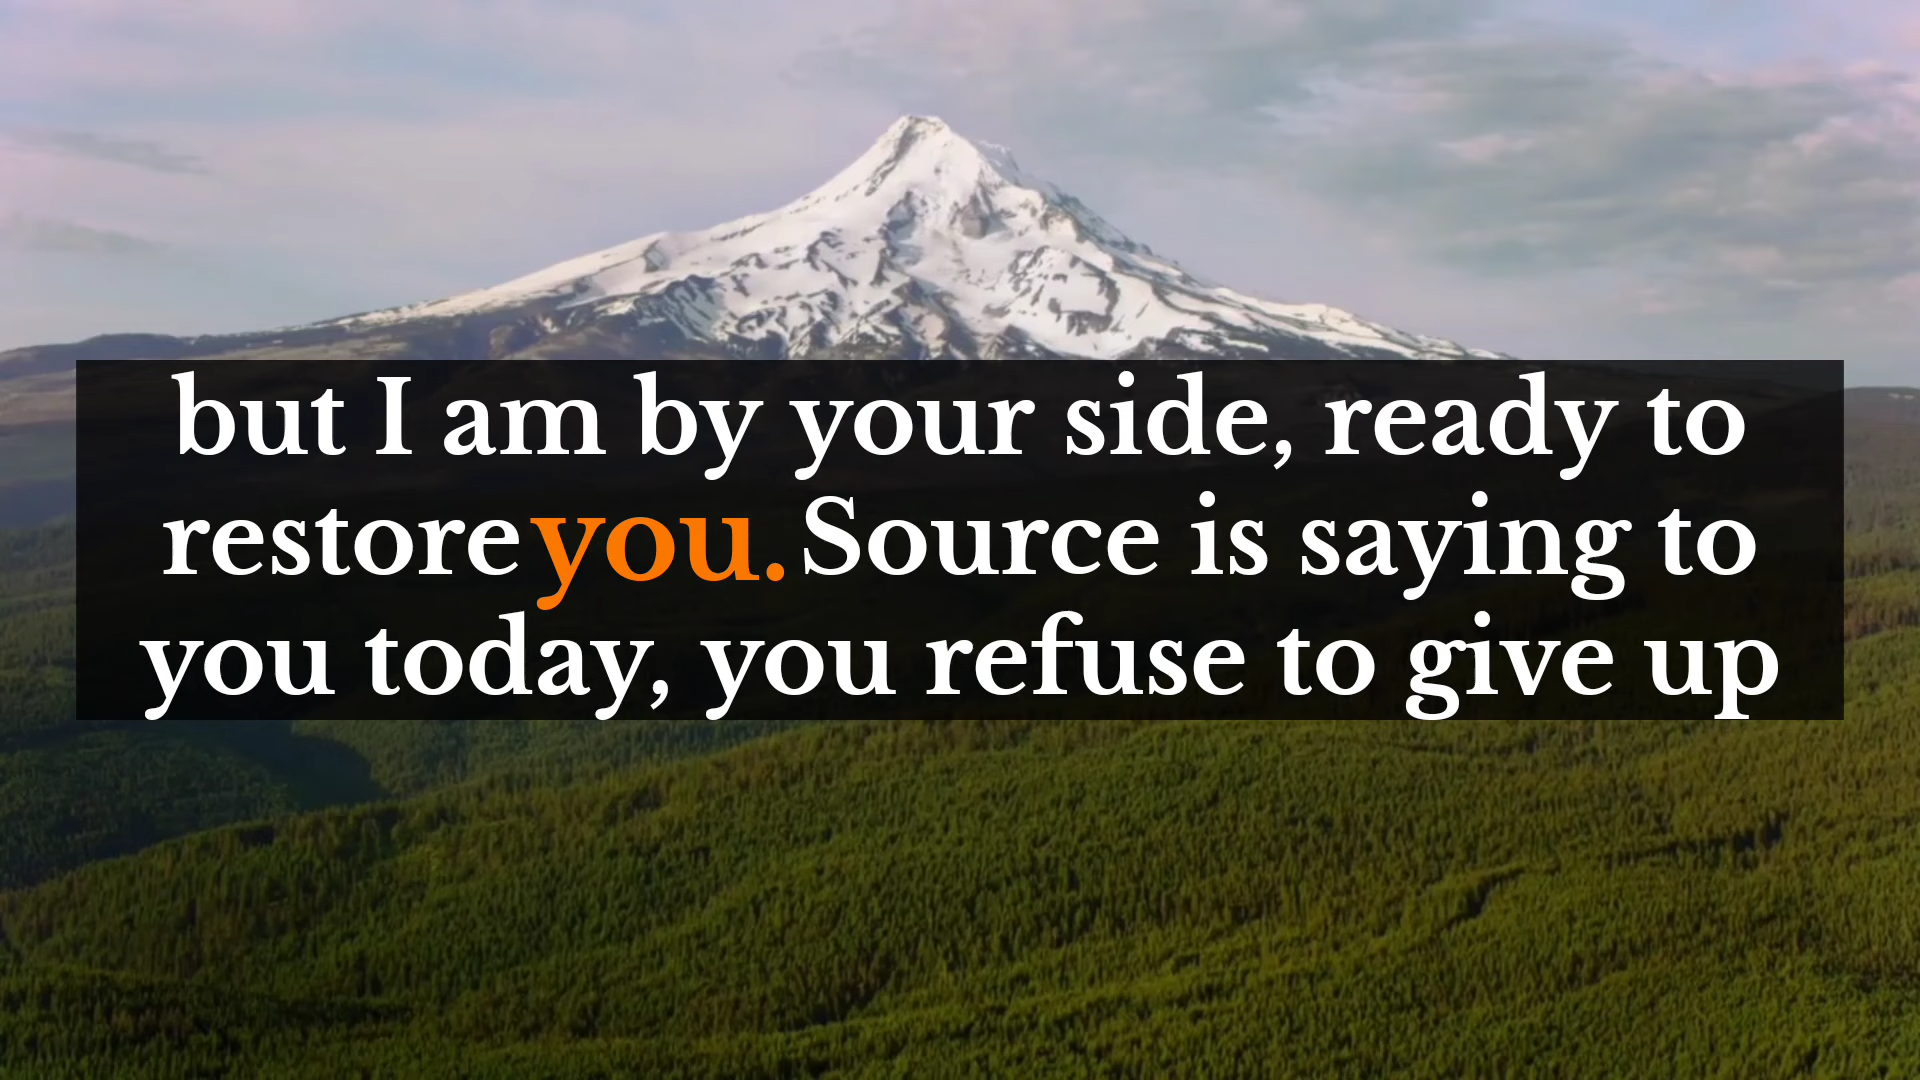 but I am by your side, ready to
restore you. Source is saying to
you today, you refuse to give up